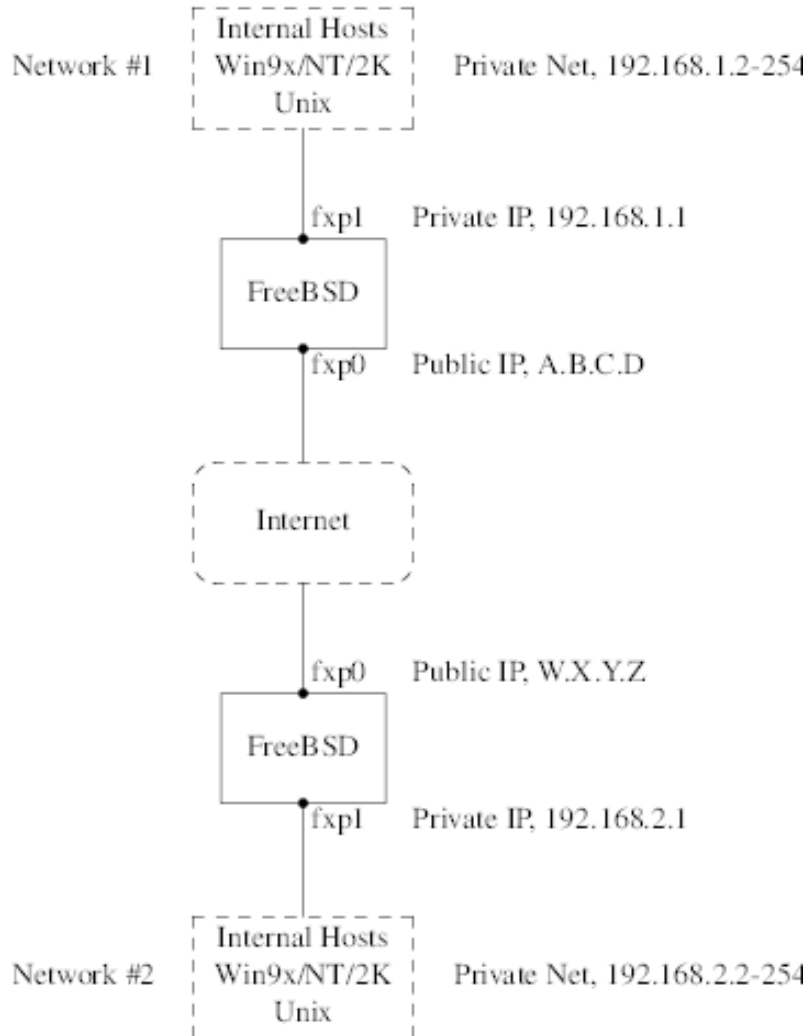 Internal Hosts
Network #1 Win9x/NT/2K Private Net, 192.168.1.2-254
Unix
fxp1 Private IP, 192.168.1.1
FreeBSD
fxp0 Public IP, A.B.C.D
Internet
fxp0 Public IP, W.X.Y.Z
FreeBSD
fxp1 Private IP, 192.168.2.1
Internal Hosts
Network #2 Win9x/NT/2K Private Net, 192.168.2.2-254
Unix